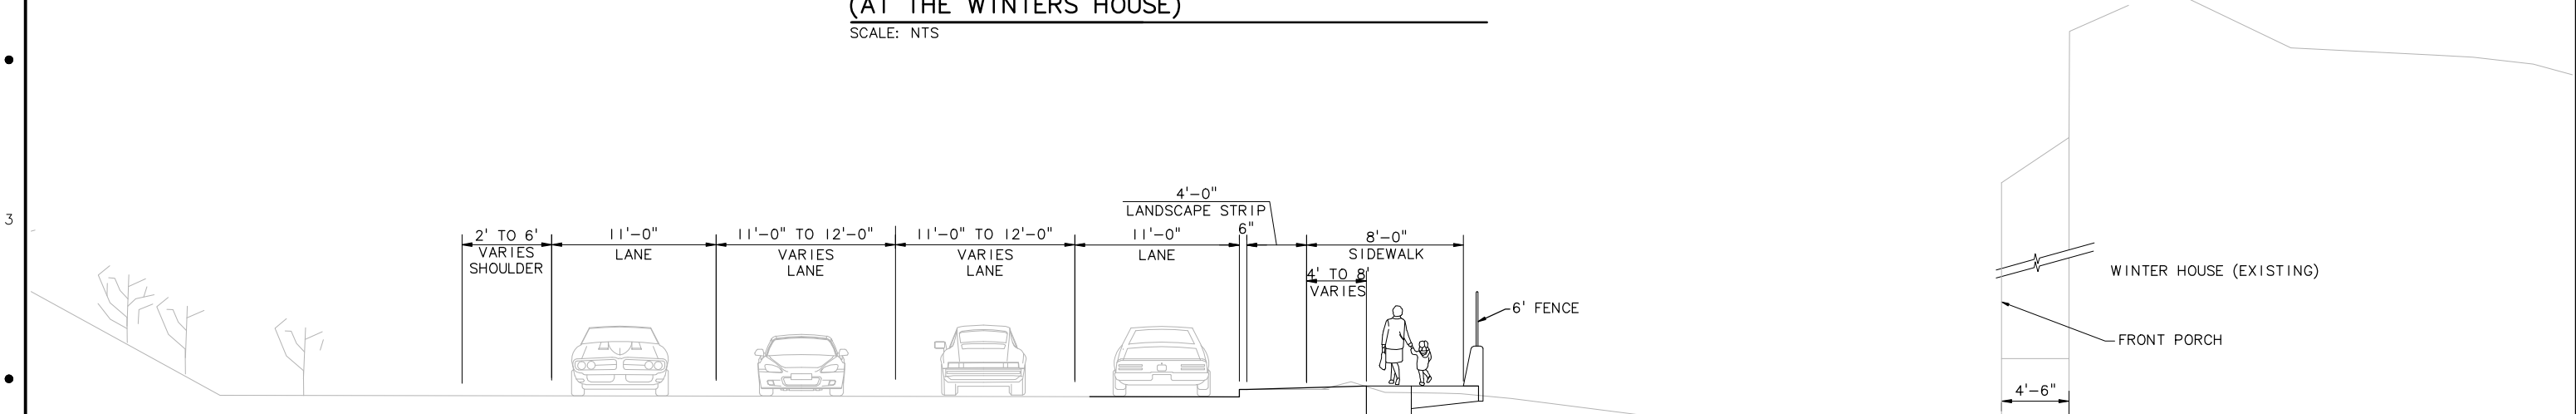 (AT THE WINTERS HOUSE)
SCALE: NTS
3
4'-0"
LANDSCAPE STRIP
6"
2' TO 6'
VARIES
SHOULDER
11'-0"
LANE
11'-0" TO 12'-0"
VARIES
LANE
11'-0" TO 12'-0"
VARIES
LANE
11'-0"
LANE
8'-0"
SIDEWALK
4' TO 8'
VARIES
6' FENCE
WINTER HOUSE (EXISTING)
FRONT PORCH
4'-6"